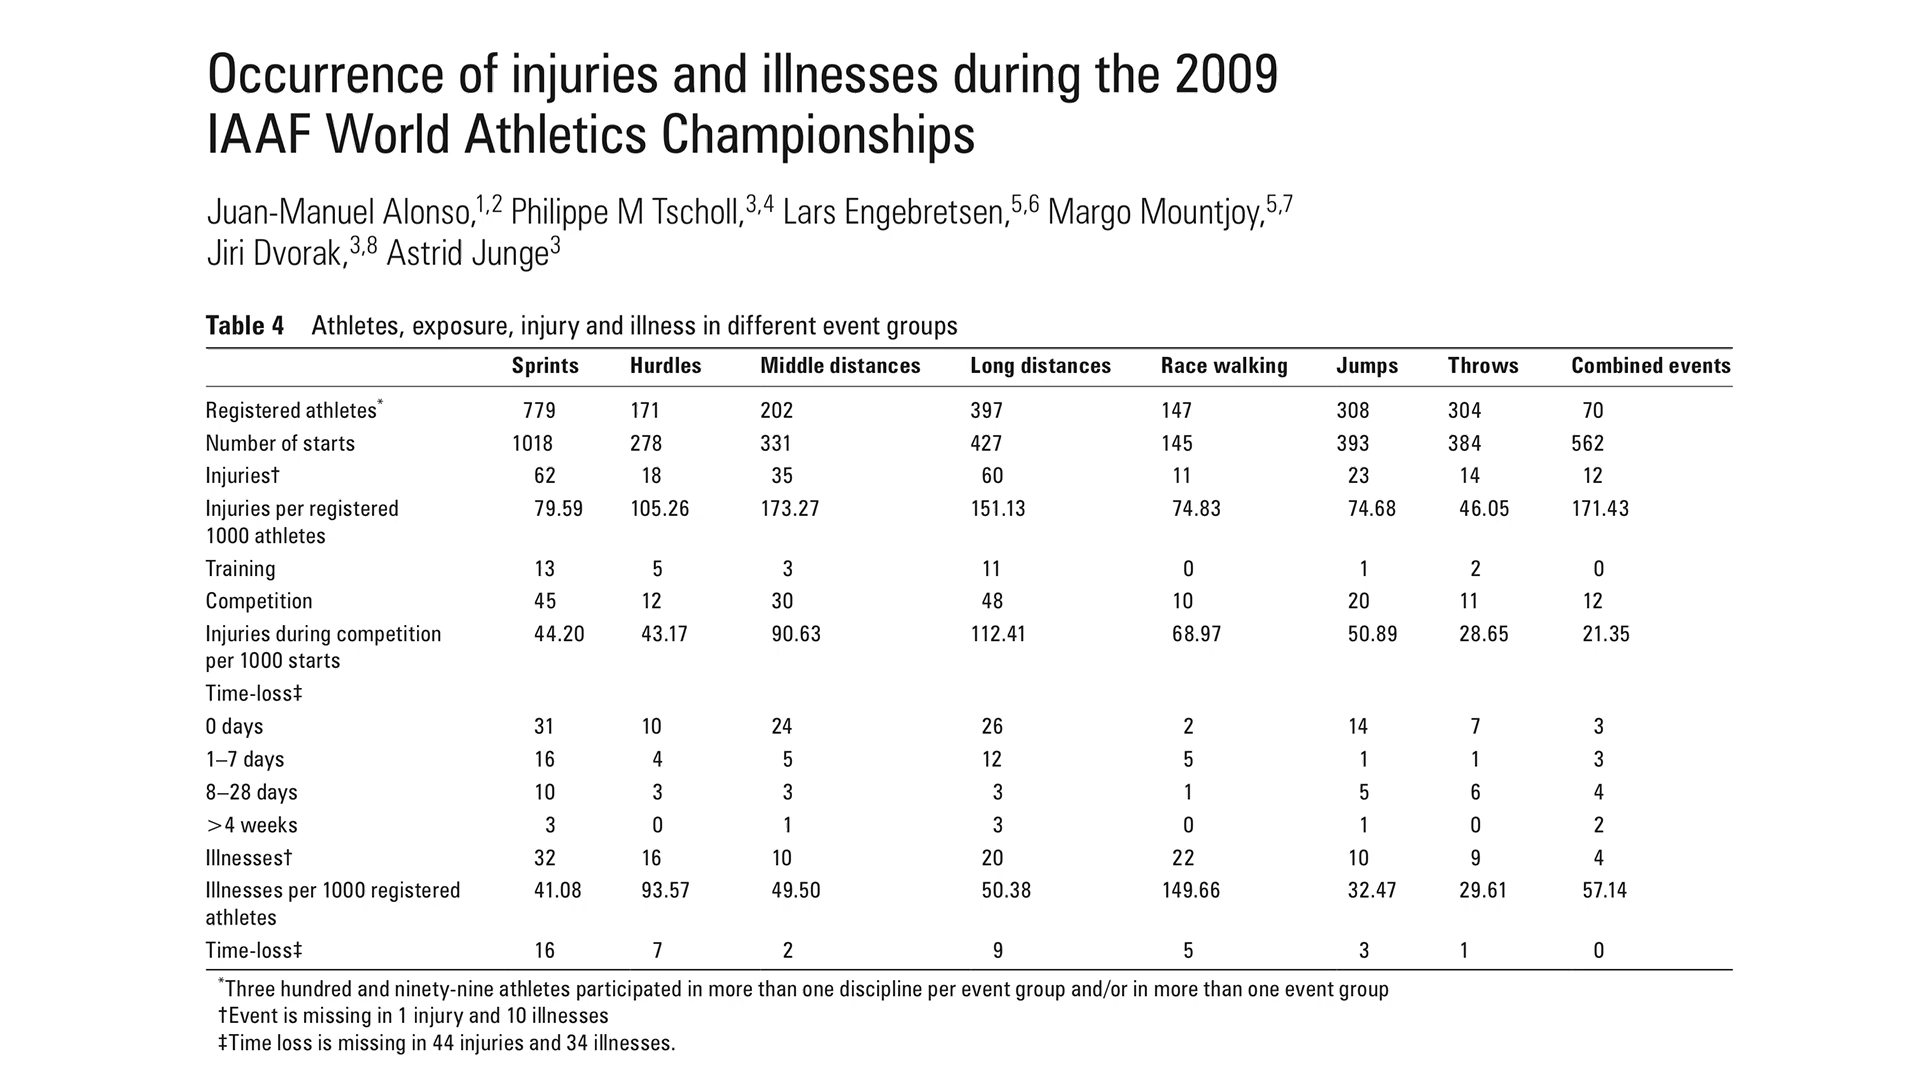 Occurrence of injuries and illnesses during the 2009
IAAF World Athletics Championships
Juan-Manuel Alonso,1,2 Philippe M Tscholl,3,4 Lars Engebretsen,5,6 Margo Mountjoy,5,7
Jiri Dvorak,3,8 Astrid Junge3
Table 4 Athletes, exposure, injury and illness in different event groups
Sprints Hurdles Middle distances Long distances Race walking Jumps Throws Combined events
Registered athletes* 779 171 202 397 147 308 304 70
Number of starts 1018 278 331 427 145 393 384 562
Injuries† 62 18 35 60 11 23 14 12
Injuries per registered 79.59 105.26 173.27 151.13 74.83 74.68 46.05 171.43
1000 athletes
Training 13 5 3 11 0 1 2 0
Competition 45 12 30 48 10 20 11 12
Injuries during competition 44.20 43.17 90.63 112.41 68.97 50.89 28.65 21.35
per 1000 starts
Time-loss‡
0 days 31 10 24 26 2 14 7 3
1–7 days 16 4 5 12 5 1 1 3
8–28 days 10 3 3 3 1 5 6 4
>4 weeks 3 0 1 3 0 1 0 2
Illnesses† 32 16 10 20 22 10 9 4
Illnesses per 1000 registered 41.08 93.57 49.50 50.38 149.66 32.47 29.61 57.14
athletes
Time-loss‡ 16 7 2 9 5 3 1 0
*Three hundred and ninety-nine athletes participated in more than one discipline per event group and/or in more than one event group
†Event is missing in 1 injury and 10 illnesses
‡Time loss is missing in 44 injuries and 34 illnesses.